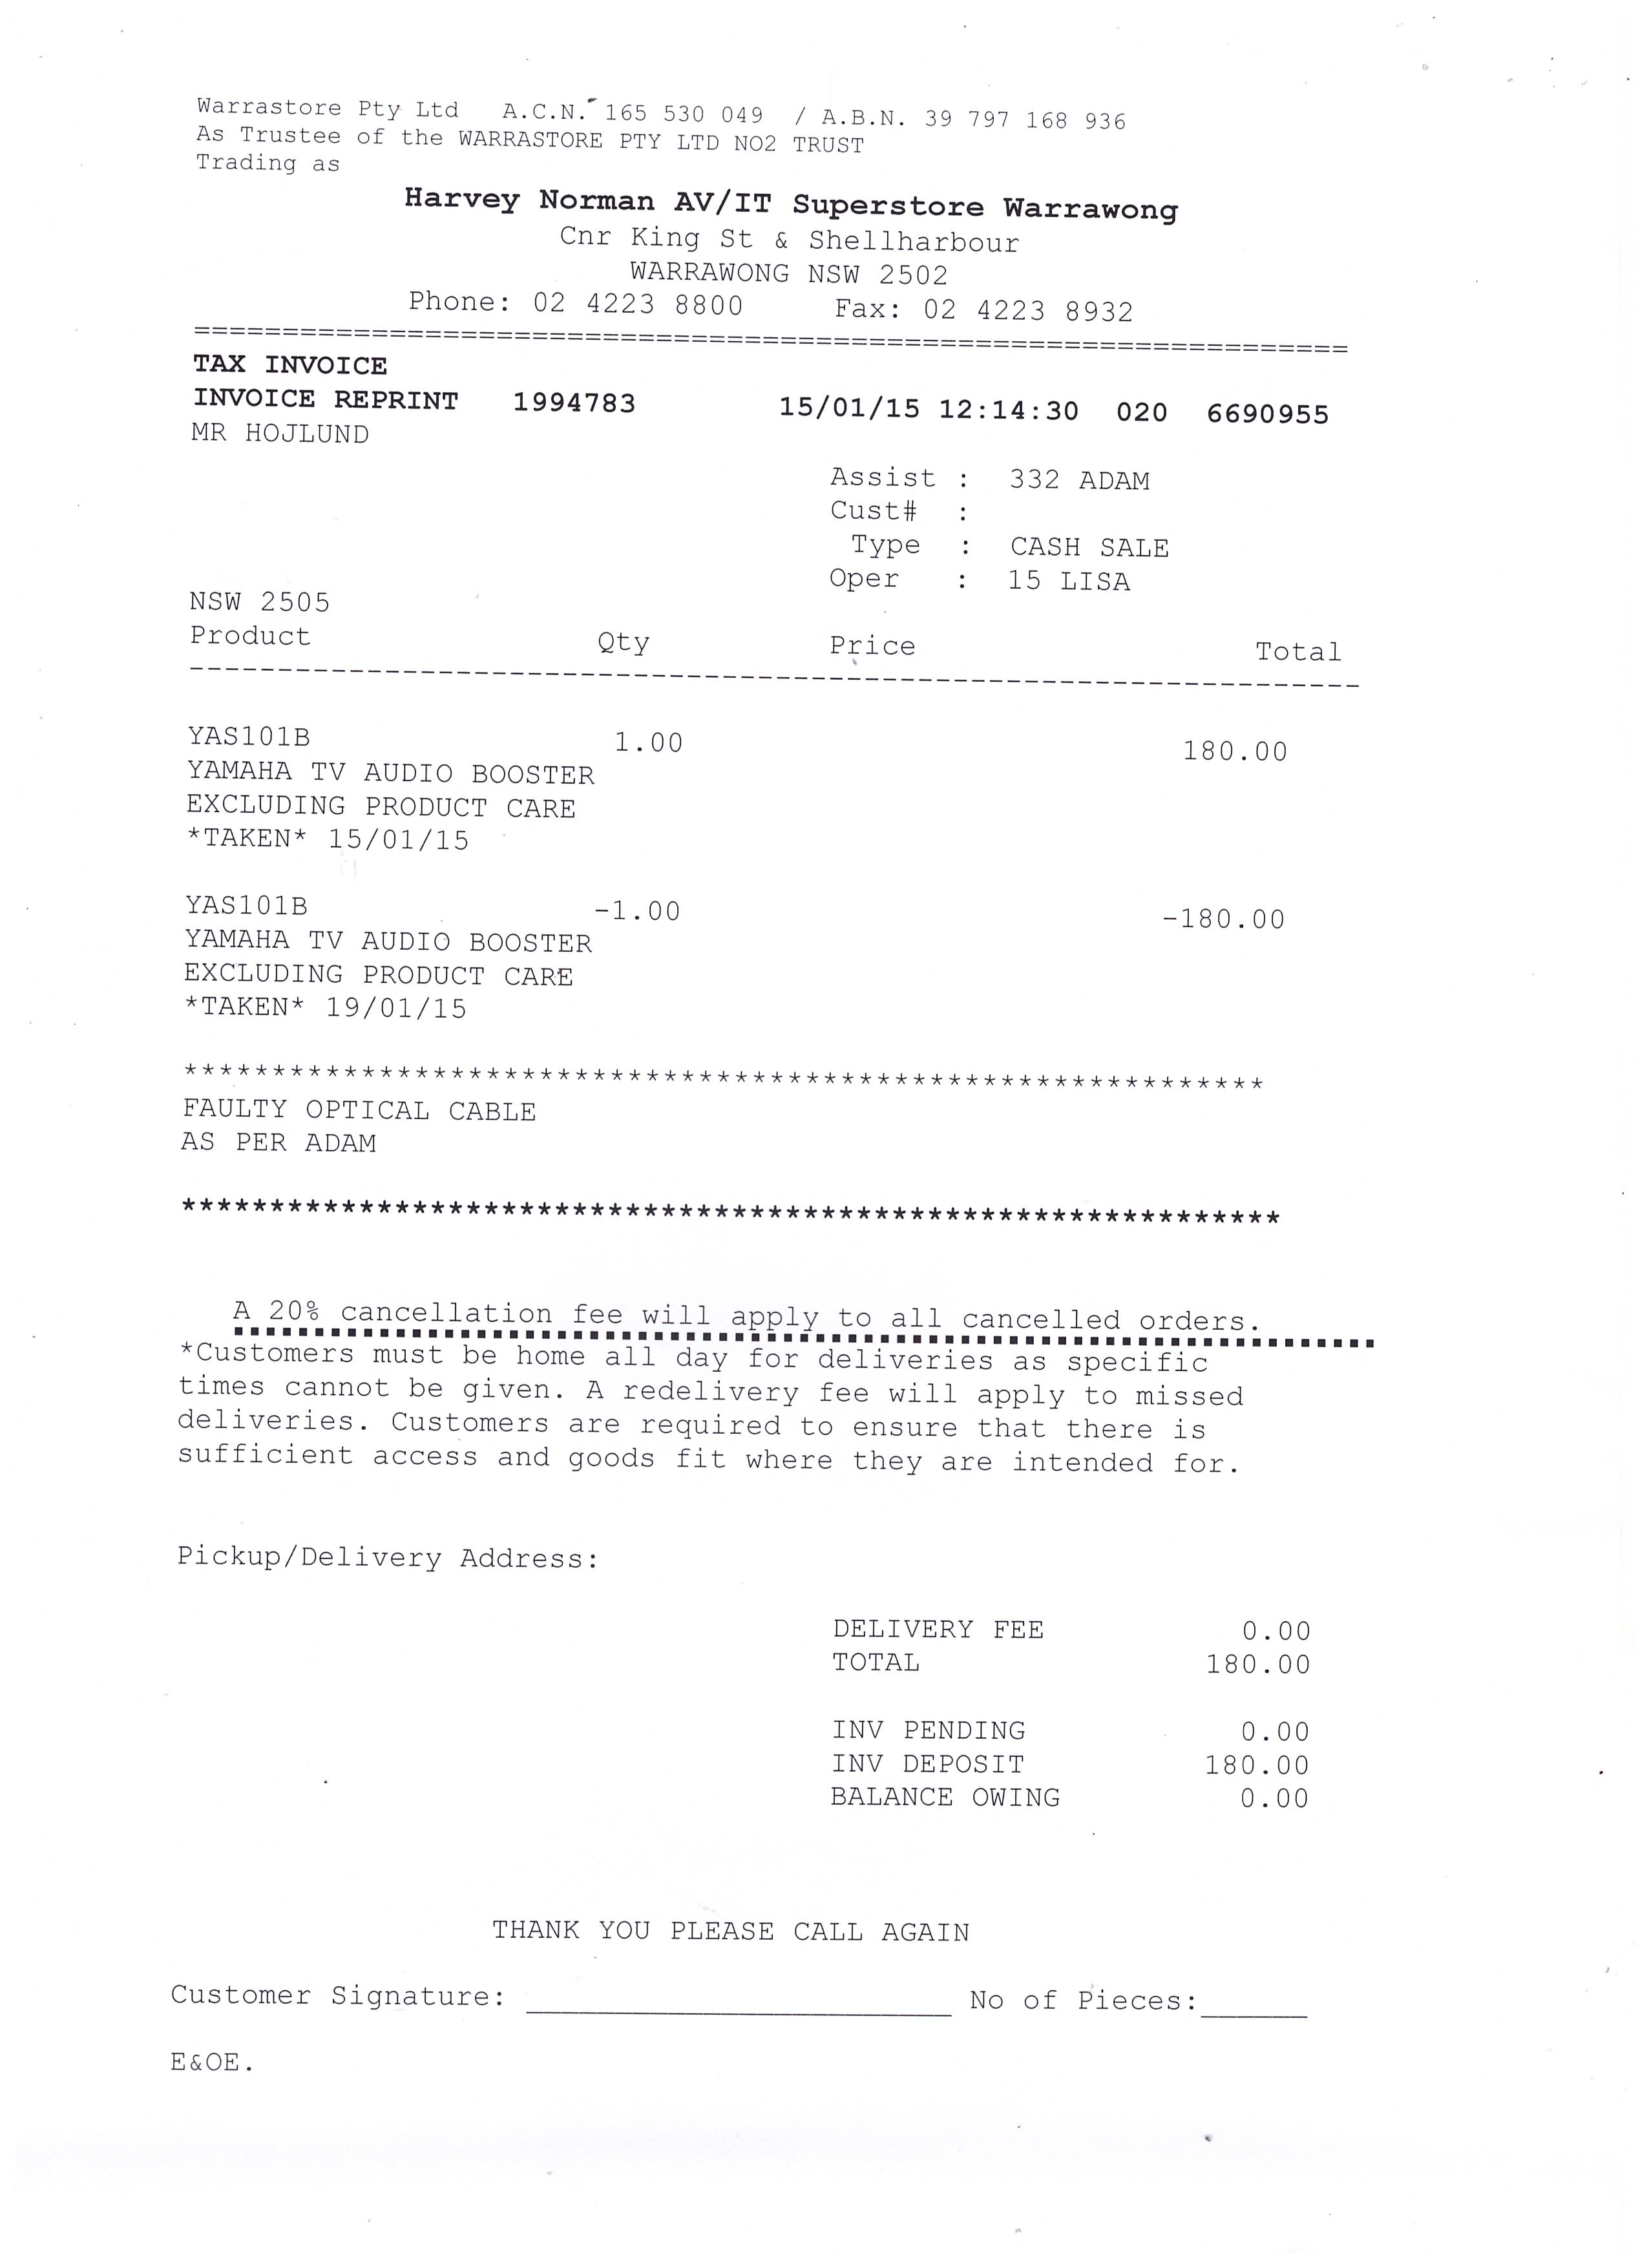 Warrastore Pty Ltd A.C.N. 165 530 049 / A.B.N. 39 797 168 936
As Trustee of the WARRASTORE PTY LTD NO2 TRUST
Trading as
Harvey Norman AV/IT Superstore Warrawong
Cnr King St & Shellharbour
WARRAWONG NSW 2502
Phone: 02 4223 8800 Fax: 02 4223 8932
=================================================================
TAX INVOICE
INVOICE REPRINT 1994783 15/01/15 12:14:30 020 6690955
MR HOJLUND
Assist : 332 ADAM
Cust# :
Type : CASH SALE
Oper : 15 LISA
NSW 2505
Product Qty Price Total
------------------------------------------------------------------
YAS101B 1.00 180.00
YAMAHA TV AUDIO BOOSTER
EXCLUDING PRODUCT CARE
*TAKEN* 15/01/15
YAS101B -1.00 -180.00
YAMAHA TV AUDIO BOOSTER
EXCLUDING PRODUCT CARE
*TAKEN* 19/01/15
*************************************************************
FAULTY OPTICAL CABLE
AS PER ADAM
**************************************************************
A 20% cancellation fee will apply to all cancelled orders.
*Customers must be home all day for deliveries as specific
times cannot be given. A redelivery fee will apply to missed
deliveries. Customers are required to ensure that there is
sufficient access and goods fit where they are intended for.
Pickup/Delivery Address:
DELIVERY FEE 0.00
TOTAL 180.00
INV PENDING 0.00
INV DEPOSIT 180.00
BALANCE OWING 0.00
THANK YOU PLEASE CALL AGAIN
Customer Signature: ________________________ No of Pieces:______
E&OE.